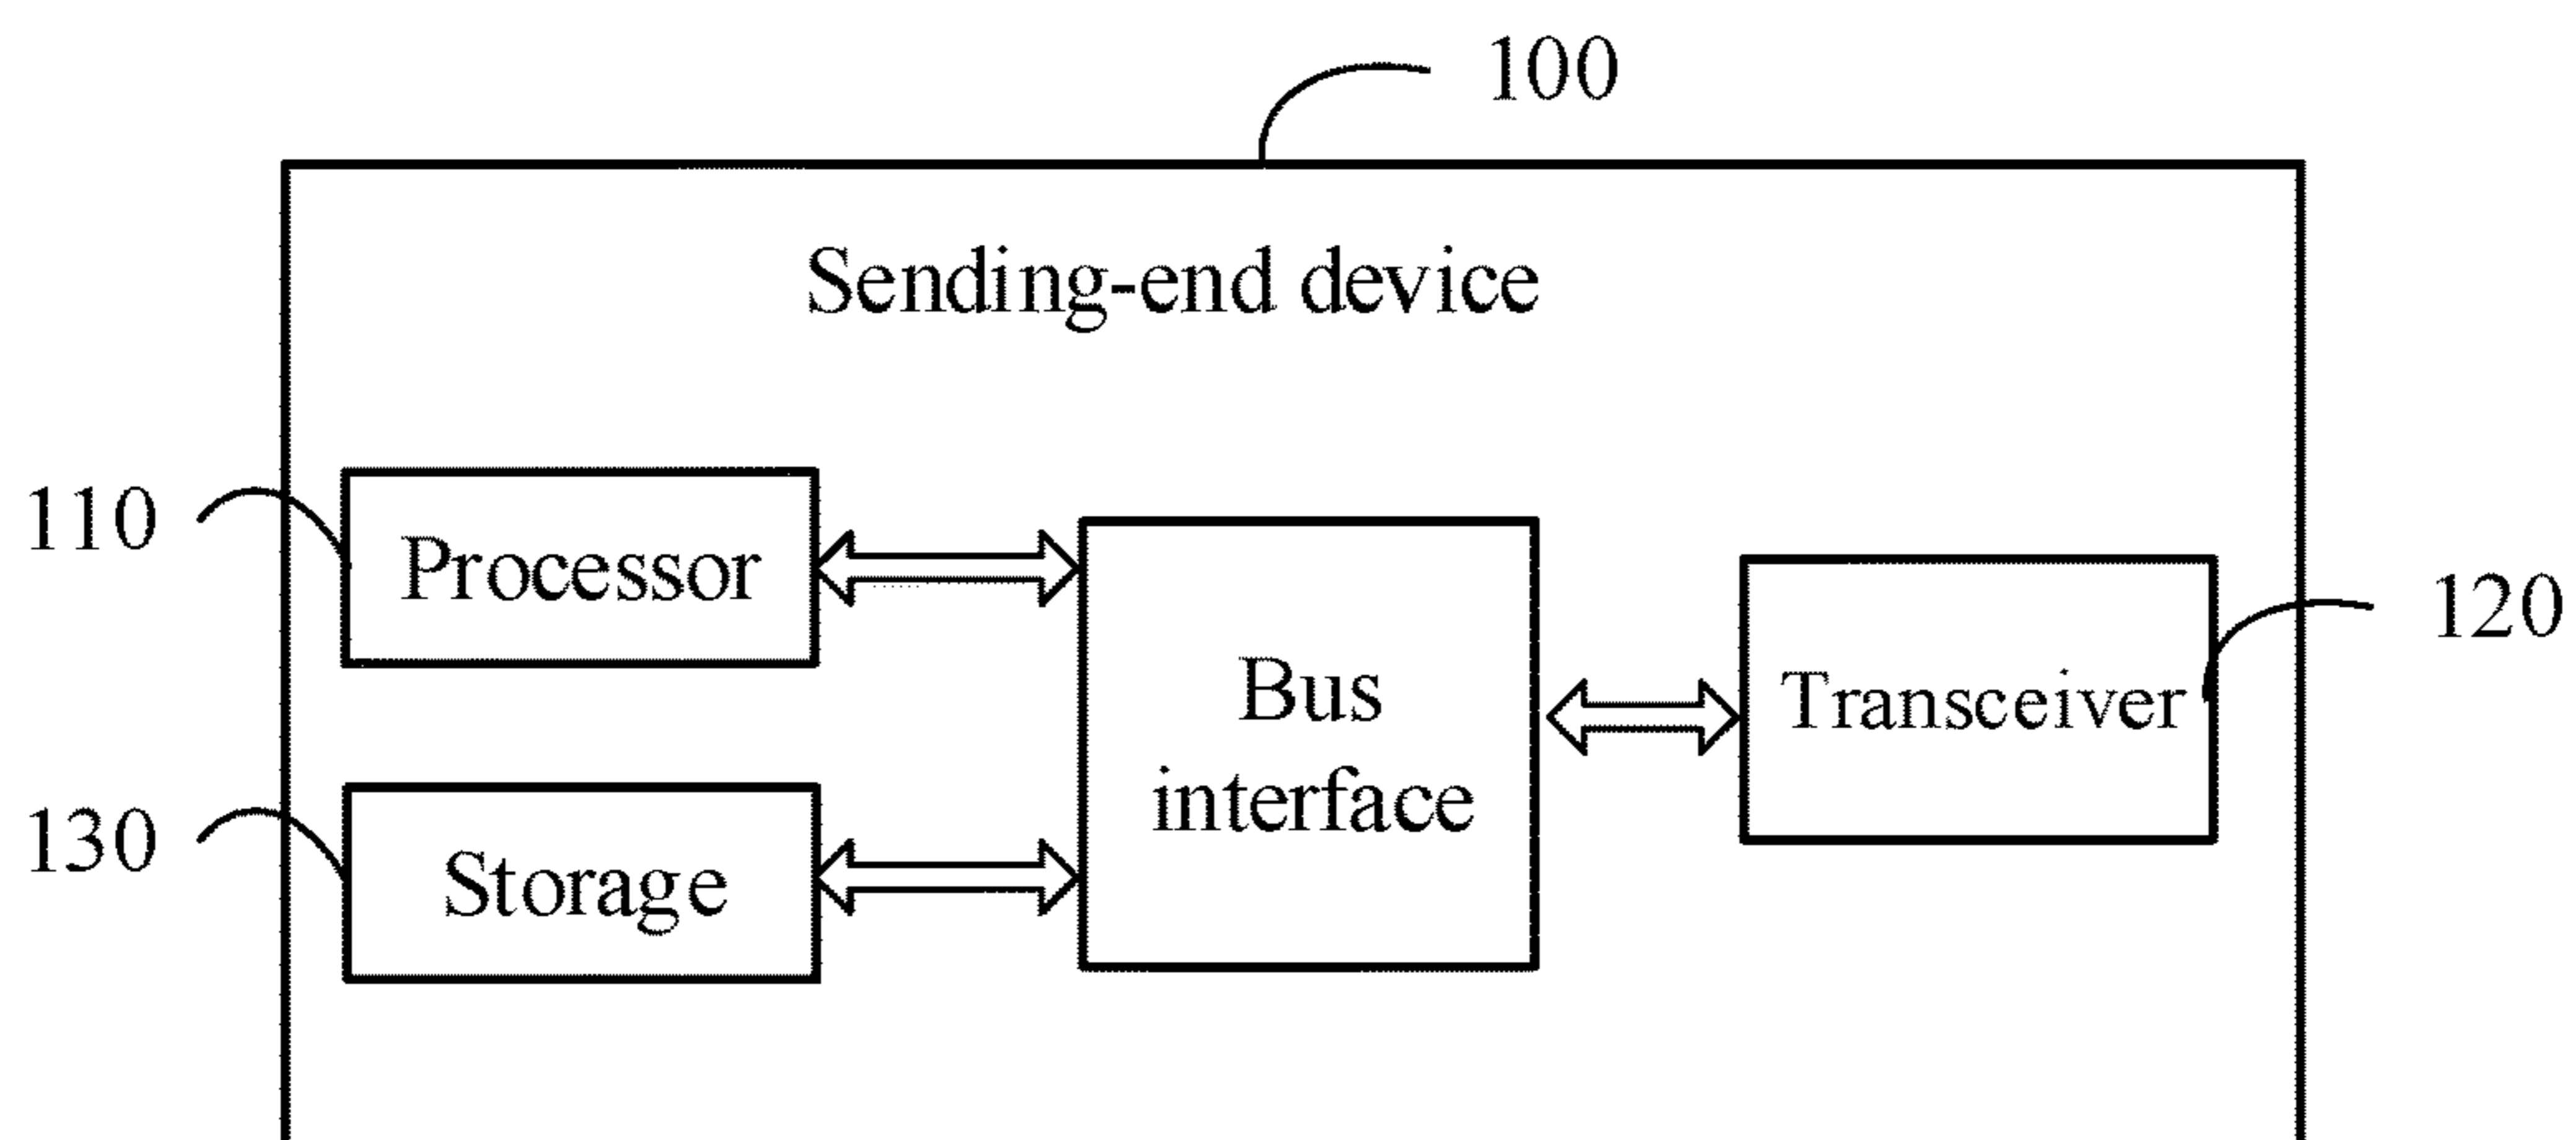 100
Sending-end device
110
Processor
120
Bus
interface
Transceiver
130
Storage